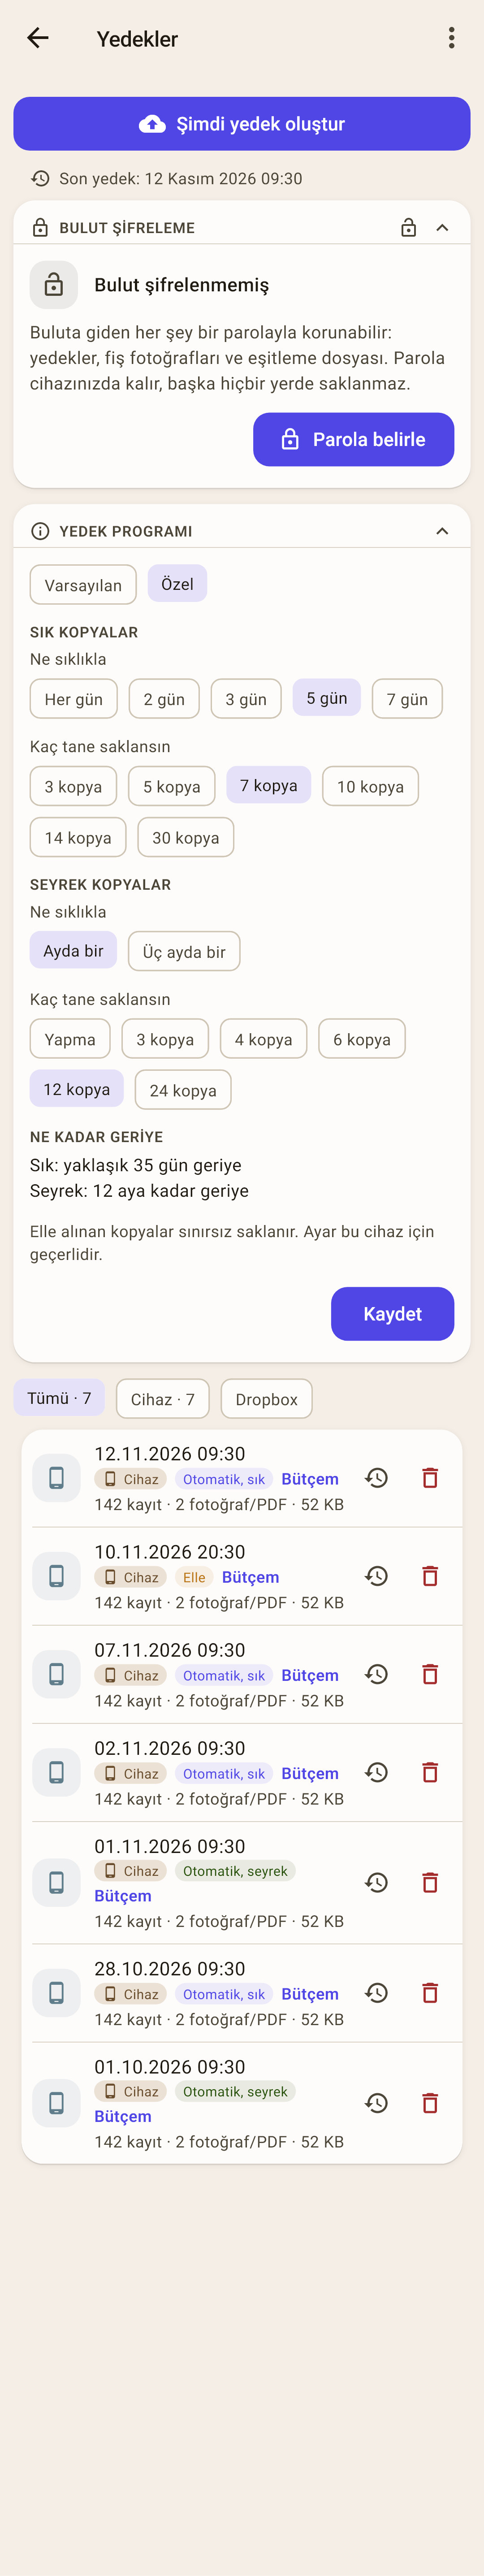 Yedekler
Şimdi yedek oluştur
Son yedek: 12 Kasım 2026 09:30
BULUT ŞİFRELEME
Bulut şifrelenmemiş
Buluta giden her şey bir parolayla korunabilir:
yedekler, fiş fotoğrafları ve eşitleme dosyası. Parola
cihazınızda kalır, başka hiçbir yerde saklanmaz.
Parola belirle
YEDEK PROGRAMI
Varsayılan Özel
SIK KOPYALAR
Ne sıklıkla
Her gün 2 gün 3 gün 5 gün 7 gün
Kaç tane saklansın
3 kopya 5 kopya 7 kopya 10 kopya
14 kopya 30 kopya
SEYREK KOPYALAR
Ne sıklıkla
Ayda bir Üç ayda bir
Kaç tane saklansın
Yapma 3 kopya 4 kopya 6 kopya
12 kopya 24 kopya
NE KADAR GERİYE
Sık: yaklaşık 35 gün geriye
Seyrek: 12 aya kadar geriye
Elle alınan kopyalar sınırsız saklanır. Ayar bu cihaz için
geçerlidir.
Kaydet
Tümü · 7 Cihaz · 7 Dropbox
12.11.2026 09:30
Cihaz Otomatik, sık Bütçem
142 kayıt · 2 fotoğraf/PDF · 52 KB
10.11.2026 20:30
Cihaz Elle Bütçem
142 kayıt · 2 fotoğraf/PDF · 52 KB
07.11.2026 09:30
Cihaz Otomatik, sık Bütçem
142 kayıt · 2 fotoğraf/PDF · 52 KB
02.11.2026 09:30
Cihaz Otomatik, sık Bütçem
142 kayıt · 2 fotoğraf/PDF · 52 KB
01.11.2026 09:30
Cihaz Otomatik, seyrek
Bütçem
142 kayıt · 2 fotoğraf/PDF · 52 KB
28.10.2026 09:30
Cihaz Otomatik, sık Bütçem
142 kayıt · 2 fotoğraf/PDF · 52 KB
01.10.2026 09:30
Cihaz Otomatik, seyrek
Bütçem
142 kayıt · 2 fotoğraf/PDF · 52 KB